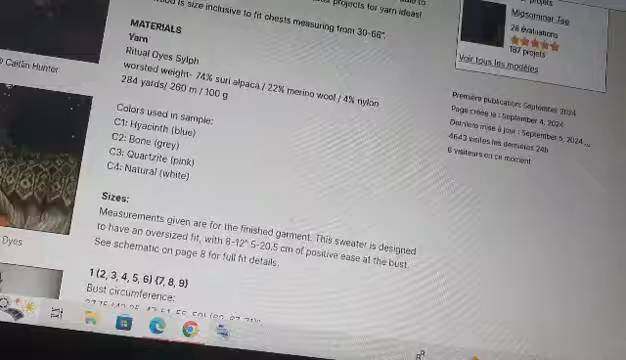 projects for yarn ideas!
is size inclusive to fit chests measuring from 30-66".
MATERIALS
Yarn
Ritual Dyes Sylph
worsted weight- 74% suri alpaca / 22% merino wool / 4% nylon
284 yards/ 260 m / 100 g
Colors used in sample:
C1: Hyacinth (blue)
C2: Bone (grey)
C3: Quartzite (pink)
C4: Natural (white)
Sizes:
Measurements given are for the finished garment. This sweater is designed
to have an oversized fit, with 8-12" 5-20.5 cm of positive ease at the bust.
See schematic on page 8 for full fit details.
1 (2, 3, 4, 5, 6) (7, 8, 9)
Bust circumference:
Caitlin Hunter
Dyes
projets
Midsommar Tee
26 évaluations
187 projets
Voir tous les modèles
Première publication: September 2024
Page créée le : September 4, 2024
Dernière mise à jour : September 5, 2024 ...
4643 visites les dernières 24h
6 visiteurs en ce moment